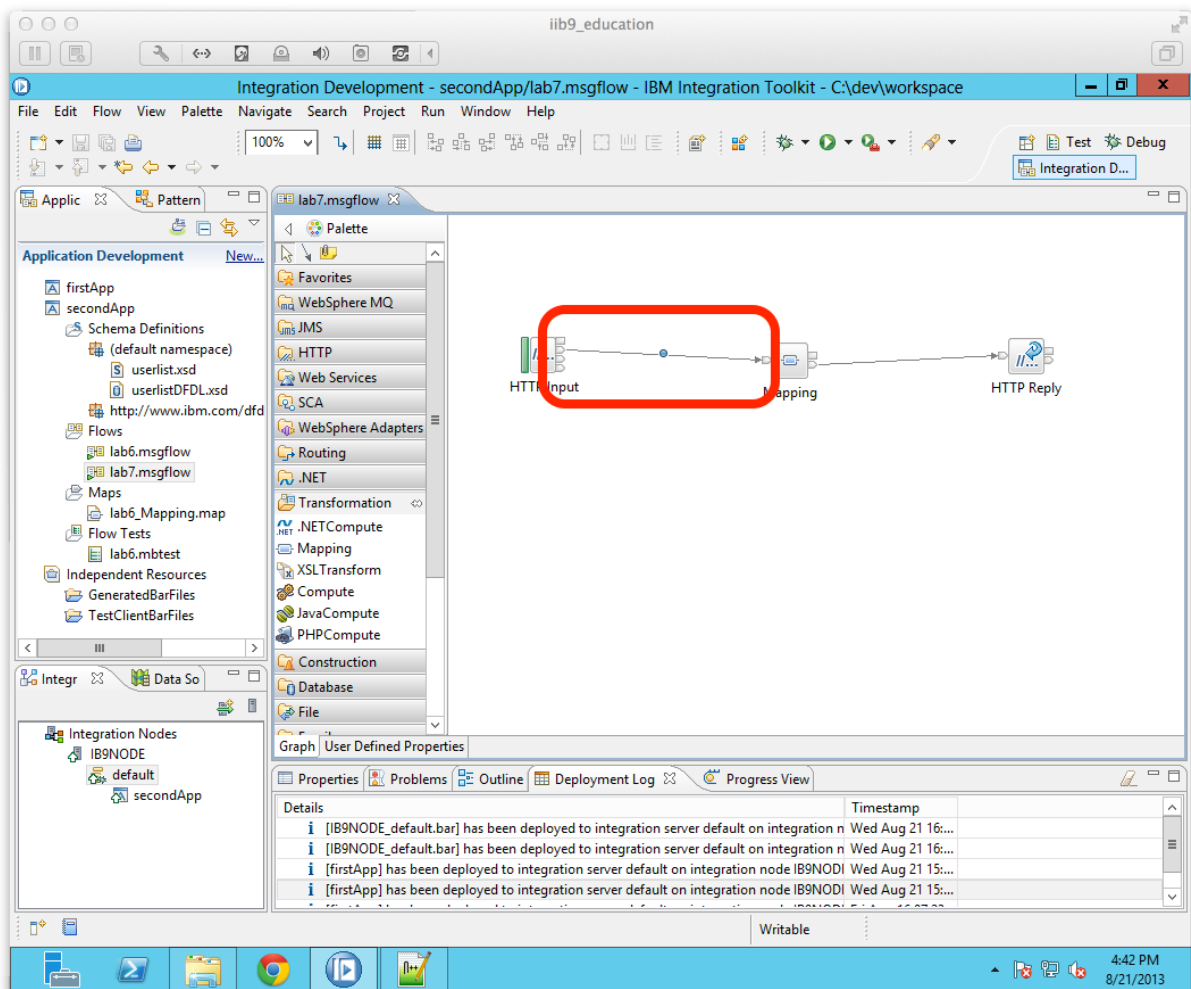 iib9_education
Integration Development - secondApp/lab7.msgflow - IBM Integration Toolkit - C:\dev\workspace
File Edit Flow View Palette Navigate Search Project Run Window Help
100%
Test Debug
Integration D...
Applic Pattern
Application Development New...
firstApp
secondApp
Schema Definitions
(default namespace)
userlist.xsd
userlistDFDL.xsd
http://www.ibm.com/dfd
Flows
lab6.msgflow
lab7.msgflow
Maps
lab6_Mapping.map
Flow Tests
lab6.mbtest
Independent Resources
GeneratedBarFiles
TestClientBarFiles
Integr Data So
Integration Nodes
IB9NODE
default
secondApp
lab7.msgflow
Palette
Favorites
WebSphere MQ
JMS
HTTP
Web Services
SCA
WebSphere Adapters
Routing
.NET
Transformation
.NETCompute
Mapping
XSLTransform
Compute
JavaCompute
PHPCompute
Construction
Database
File
HTTP Input
Mapping
HTTP Reply
Graph User Defined Properties
Properties Problems Outline Deployment Log Progress View
Details Timestamp
[IB9NODE_default.bar] has been deployed to integration server default on integration n Wed Aug 21 16:...
[IB9NODE_default.bar] has been deployed to integration server default on integration n Wed Aug 21 16:...
[firstApp] has been deployed to integration server default on integration node IB9NODI Wed Aug 21 15:...
[firstApp] has been deployed to integration server default on integration node IB9NODI Wed Aug 21 15:...
Writable
4:42 PM
8/21/2013